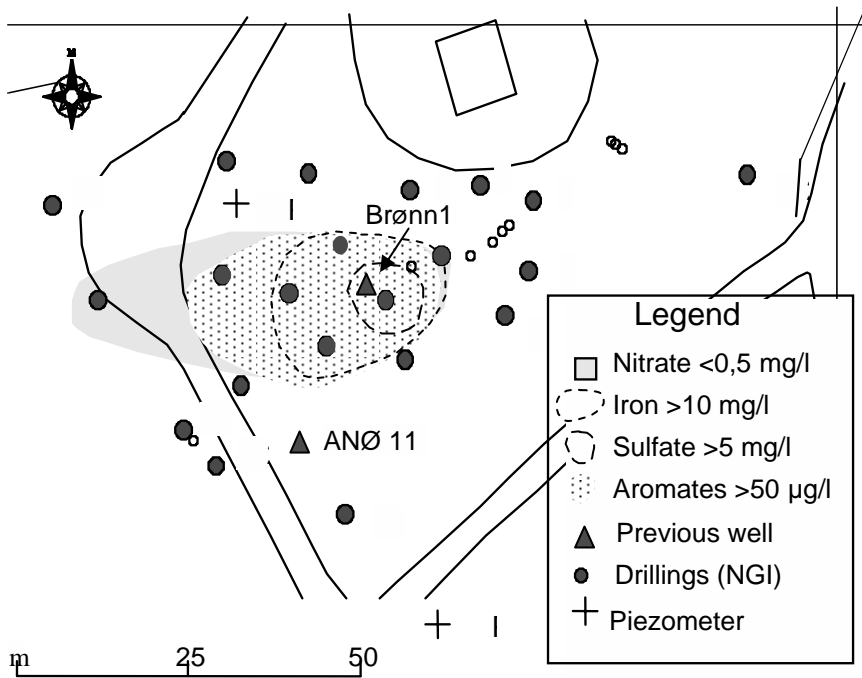 N
I
Brønn1
Legend
Nitrate <0,5 mg/l
Iron >10 mg/l
Sulfate >5 mg/l
Aromates >50 µg/l
Previous well
Drillings (NGI)
Piezometer
ANØ 11
I
m 25 50